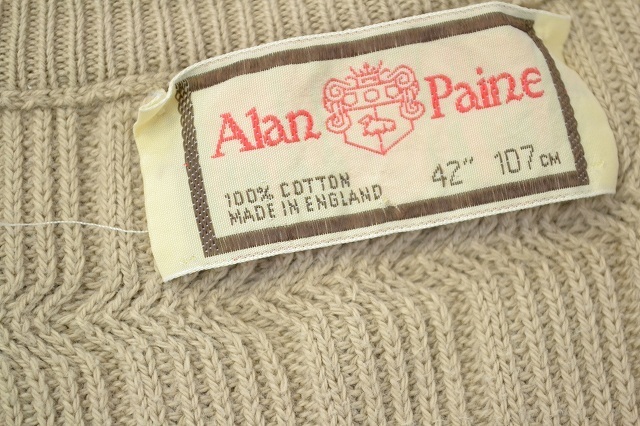 Alan Paine
100% COTTON
MADE IN ENGLAND
42" 107 CM